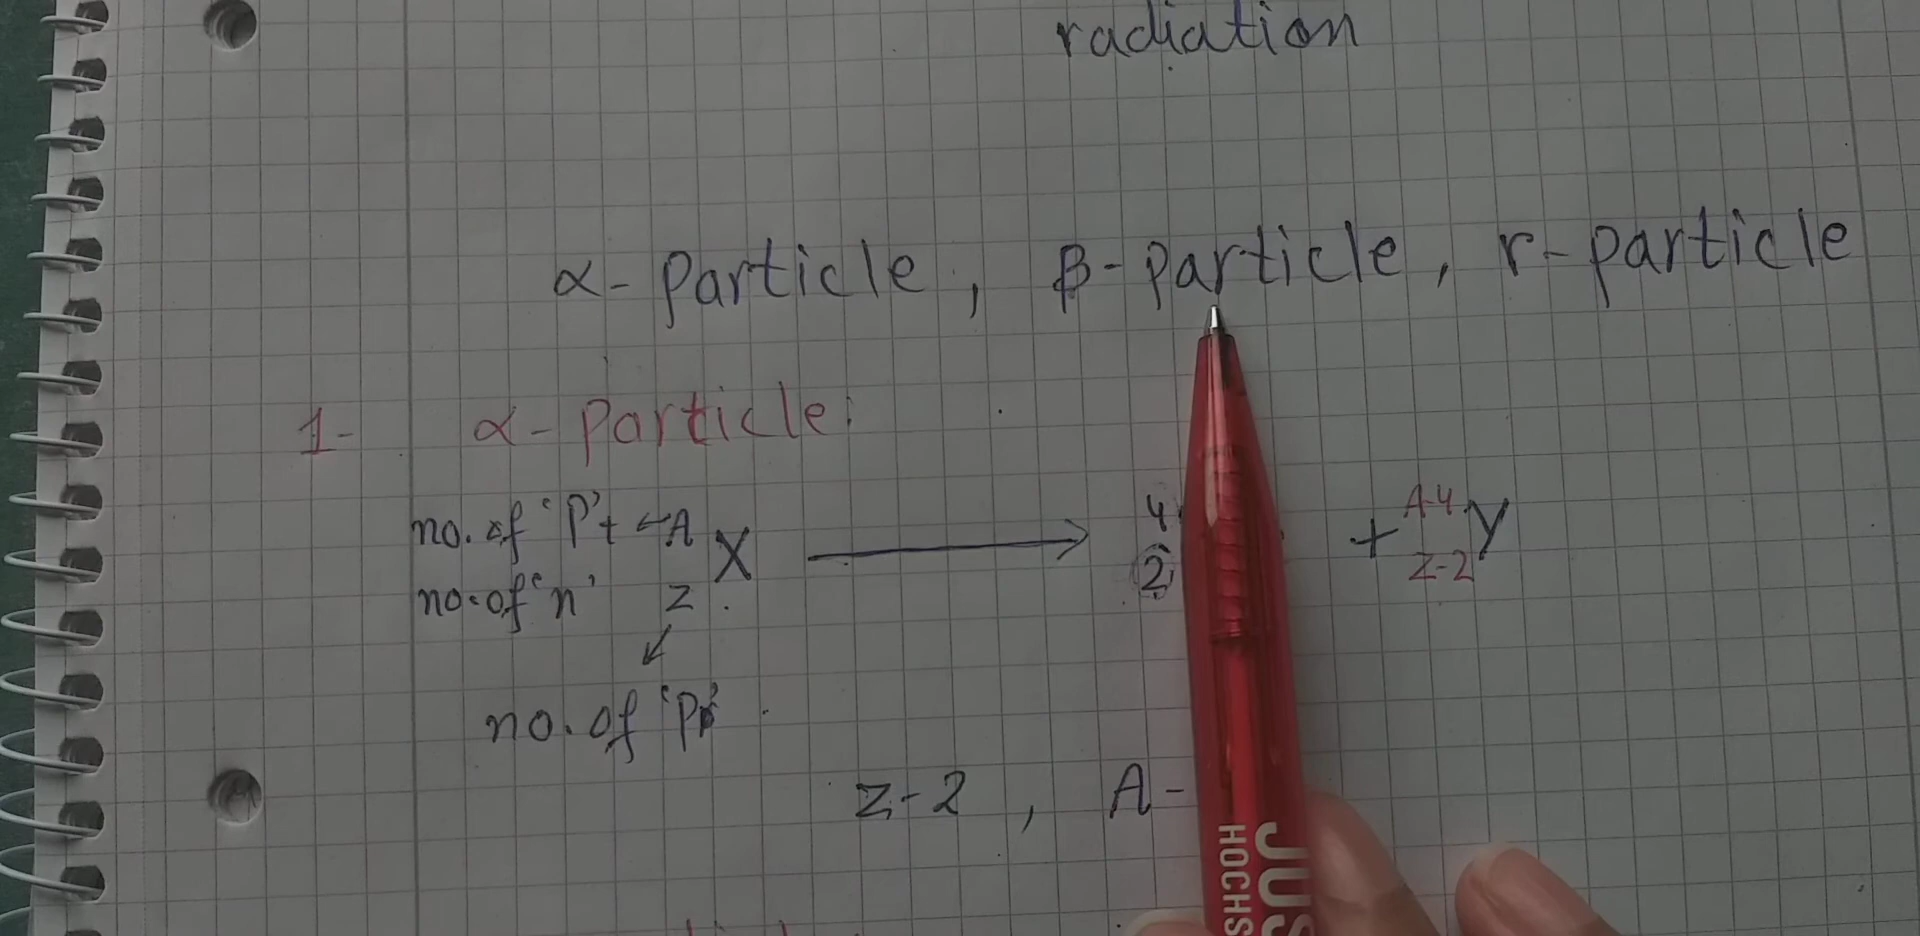 radiation
α-particle, β-particle, r-particle
1- α-Particle:
no. of 'P' + ←A X ⟶ 4 + A-4 Y
no. of 'n' Z 2 Z-2
↙
no. of 'P'
Z-2, A-
JUS
HOCHS